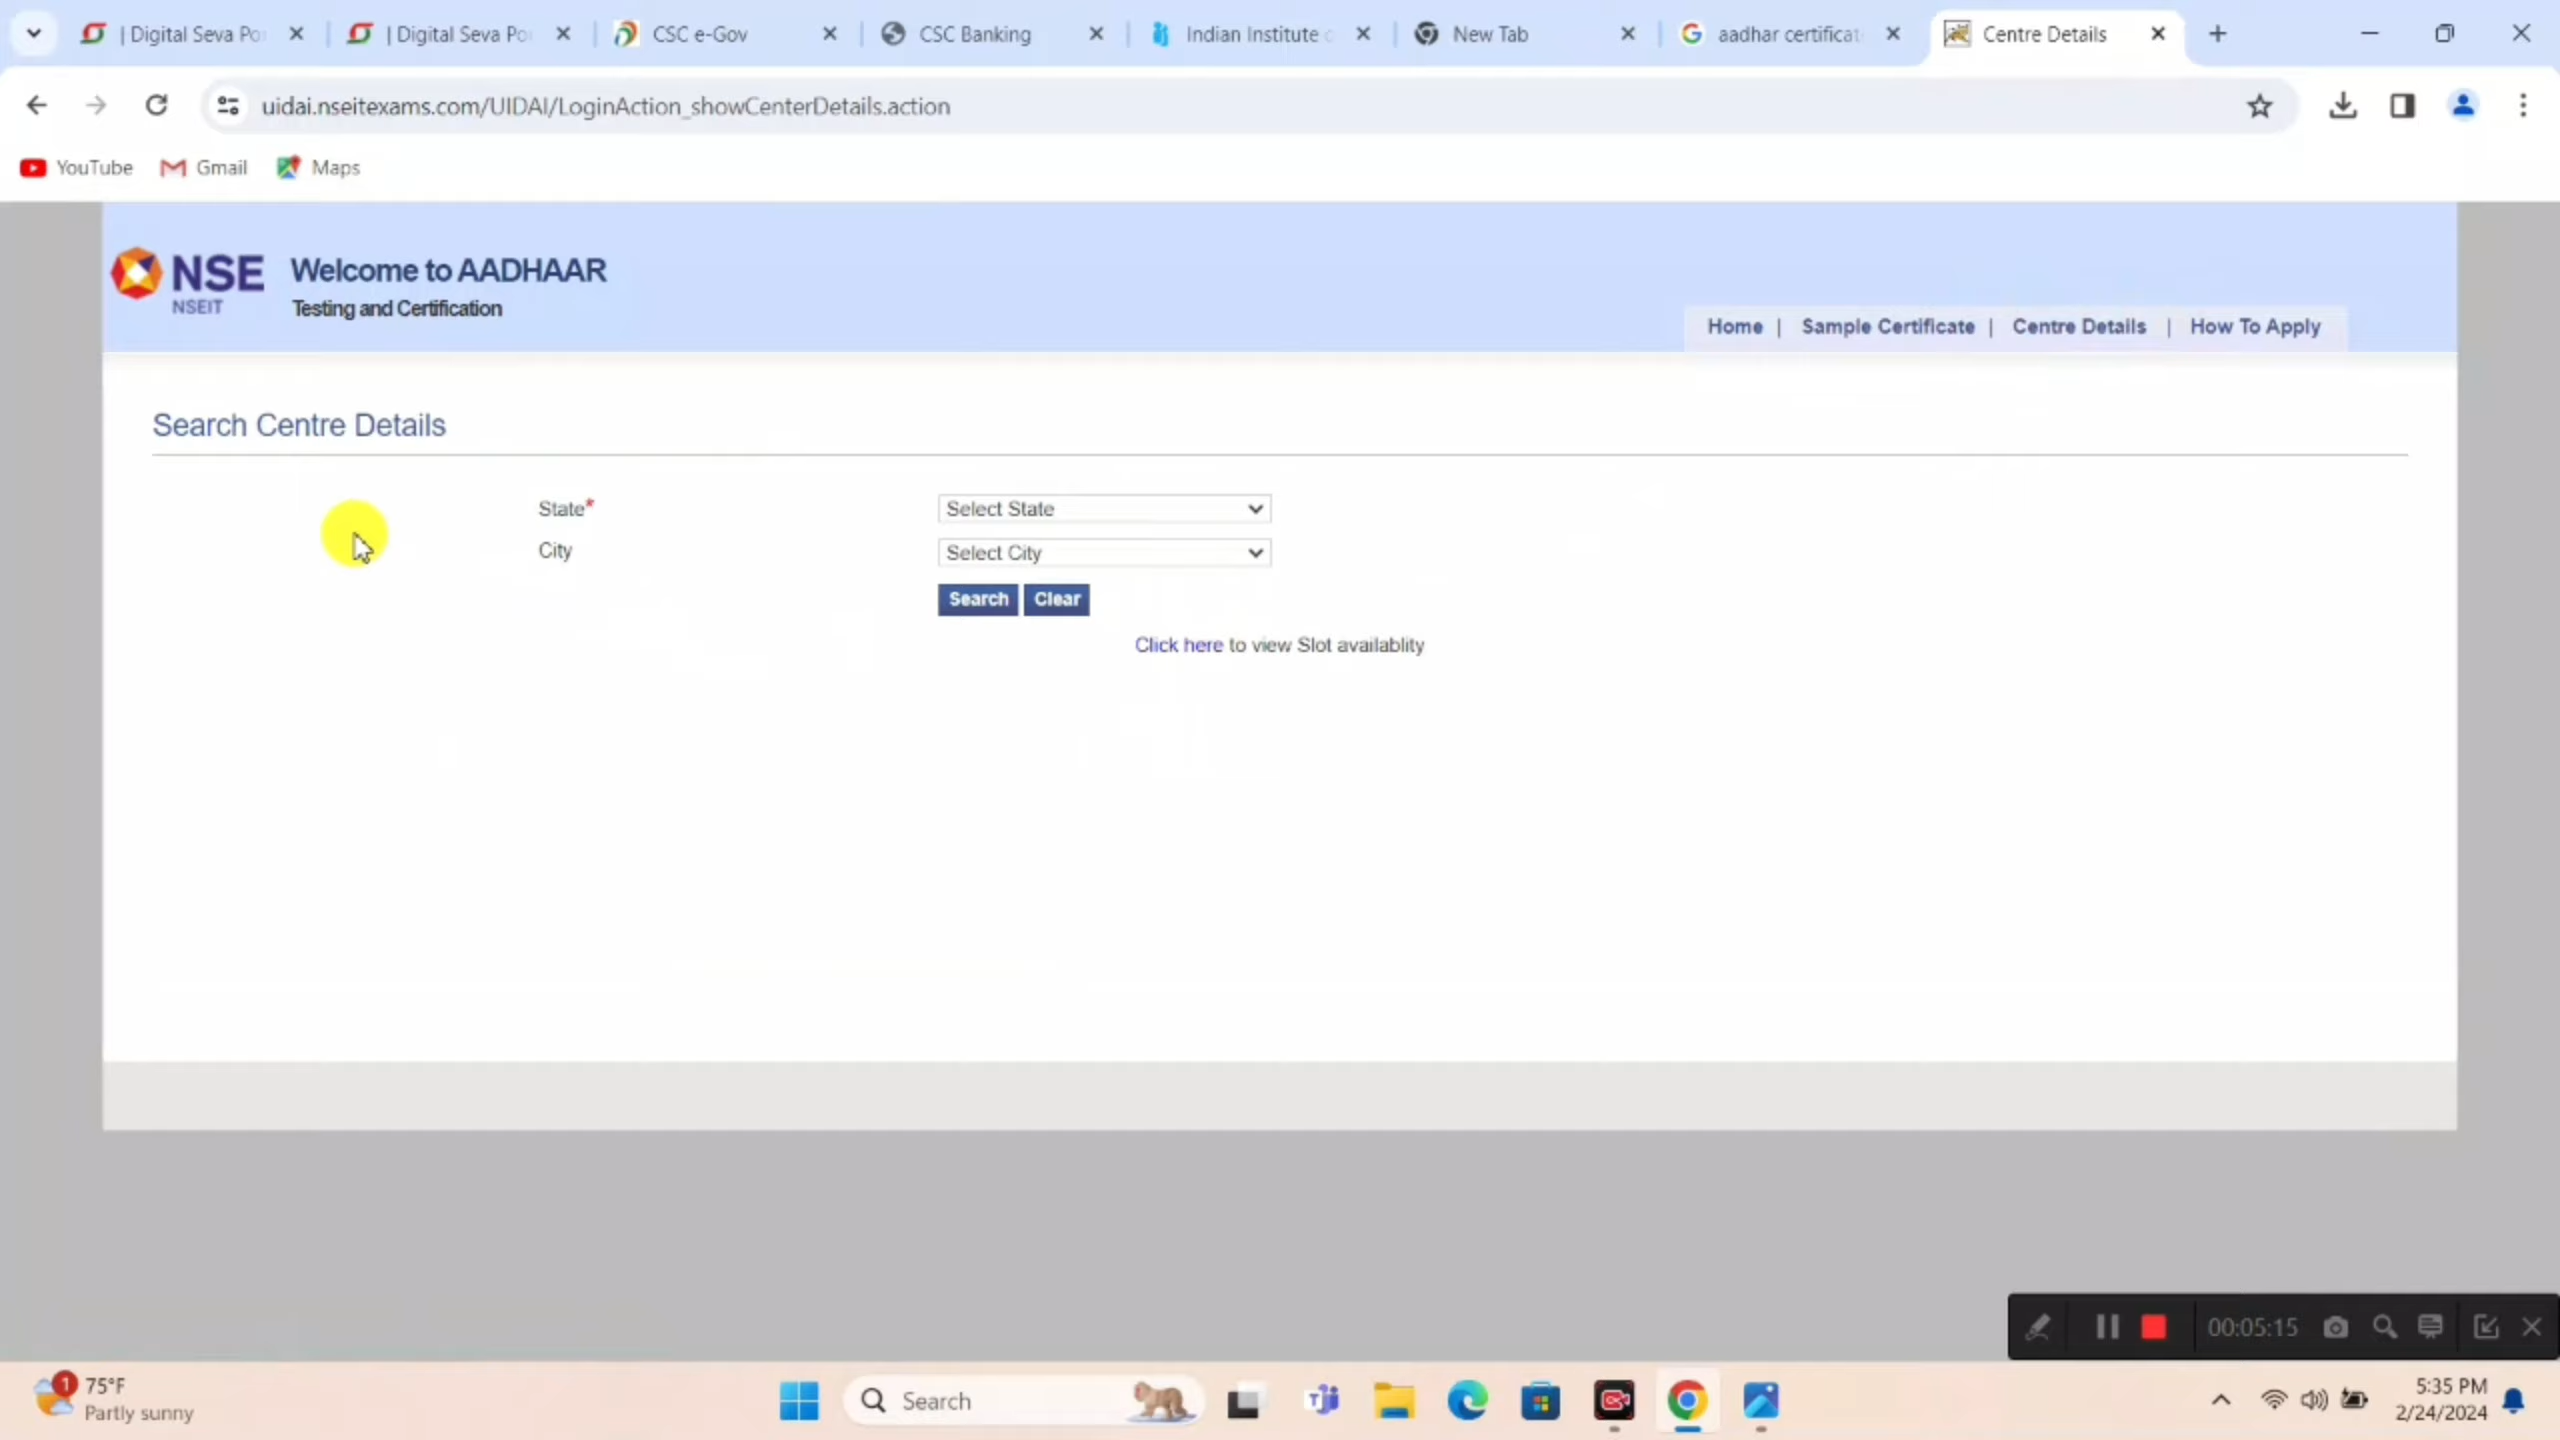 | Digital Seva Po
| Digital Seva Po
CSC e-Gov
CSC Banking
Indian Institute
New Tab
aadhar certificat
Centre Details
uidai.nseitexams.com/UIDAI/LoginAction_showCenterDetails.action
YouTube
Gmail
Maps
NSE
NSEIT
Welcome to AADHAAR
Testing and Certification
Home | Sample Certificate | Centre Details | How To Apply
Search Centre Details
State*
Select State
City
Select City
Search
Clear
Click here to view Slot availablity
00:05:15
1
75°F
Partly sunny
Search
5:35 PM
2/24/2024